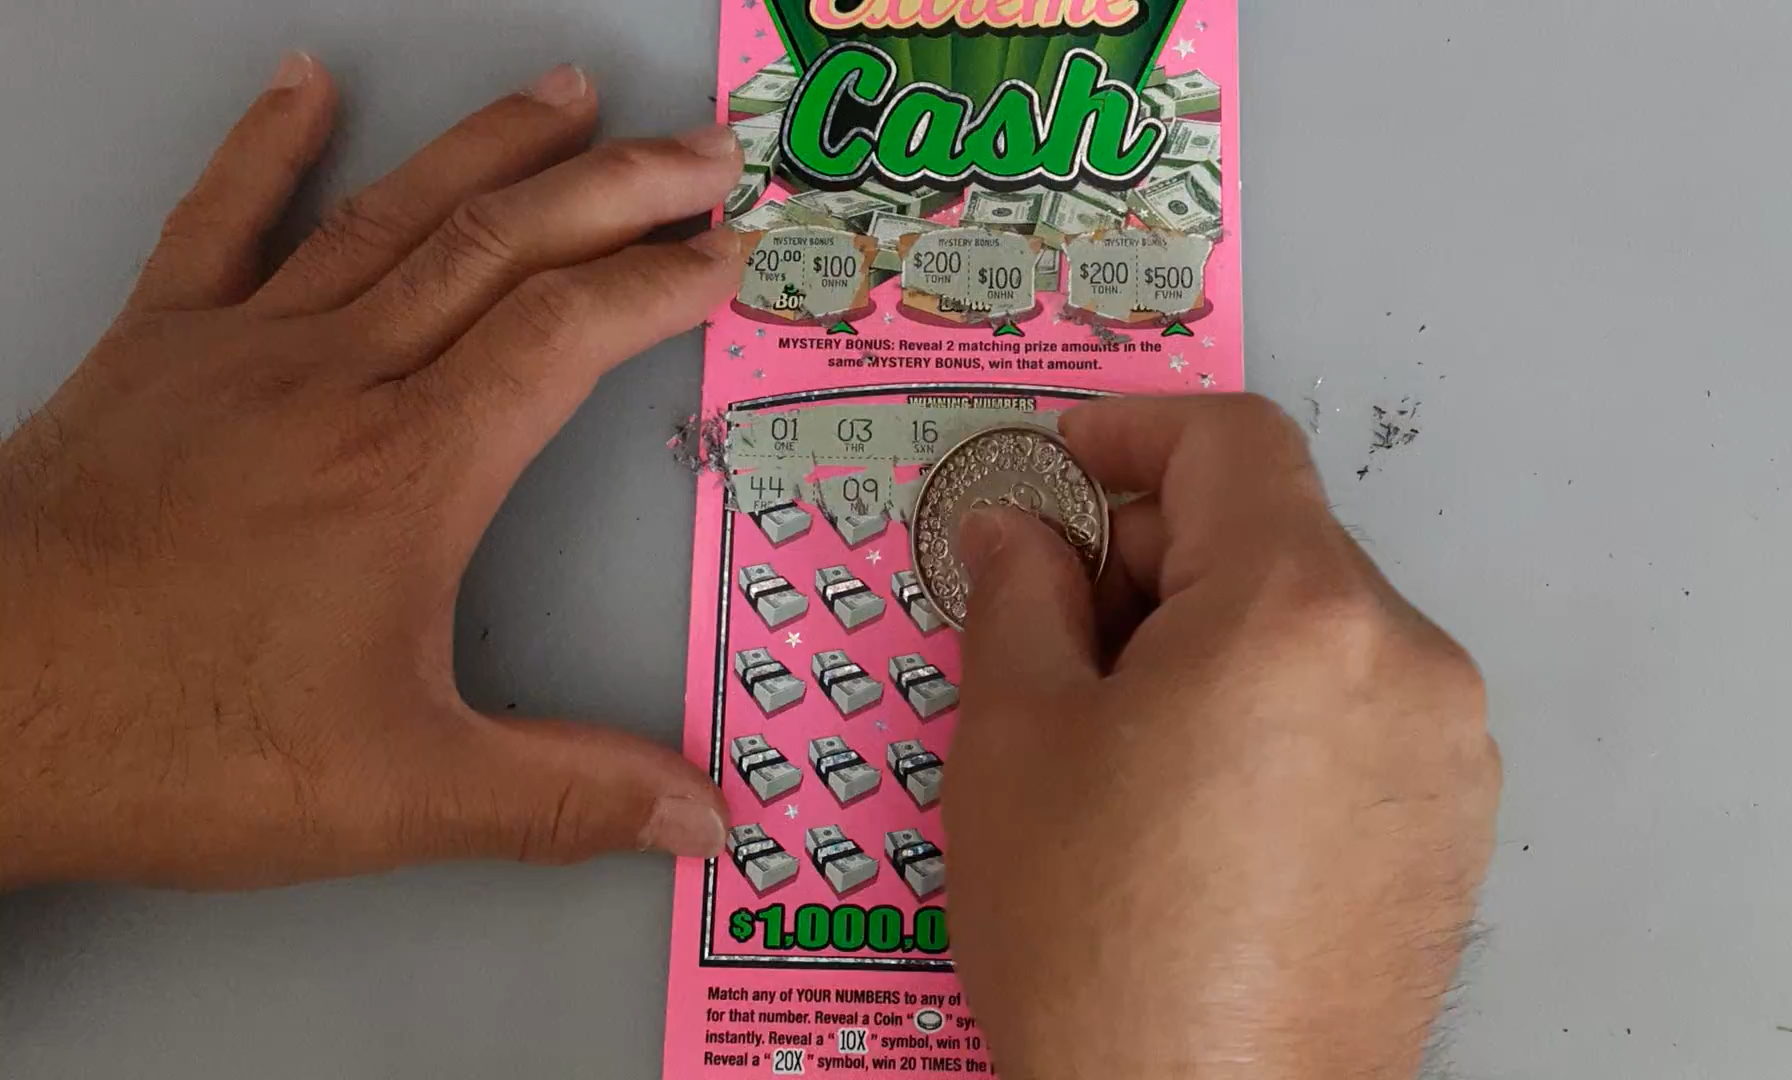 Extreme
Cash
MYSTERY BONUS MYSTERY BONUS MYSTERY BONUS
$20.00 $100 $200 $100 $200 $500
TWOYS ONHN TOHN ONHN TOHN FVHN
MYSTERY BONUS: Reveal 2 matching prize amounts in the
same MYSTERY BONUS, win that amount.
WINNING NUMBERS
01 03 16
ONE THR SXN
44 09
$1,000,0
Match any of YOUR NUMBERS to any of
for that number. Reveal a Coin " "
instantly. Reveal a " 10X " symbol, win 10
Reveal a " 20X " symbol, win 20 TIMES the